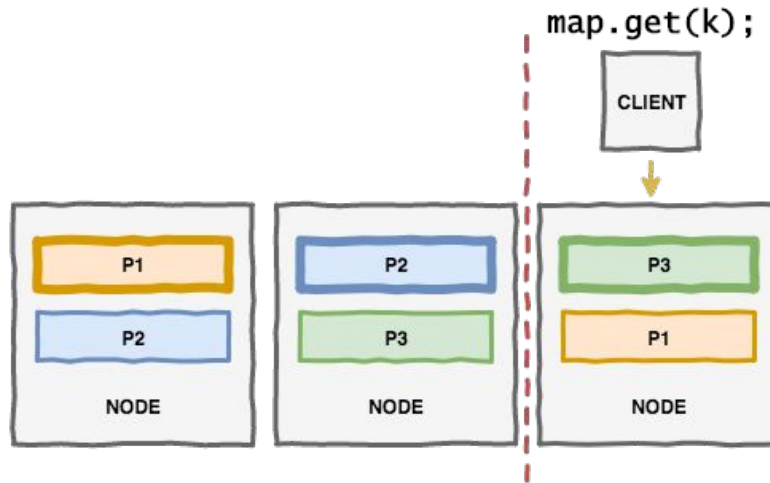 map.get(k);
CLIENT
P1
P2
NODE
P2
P3
NODE
P3
P1
NODE